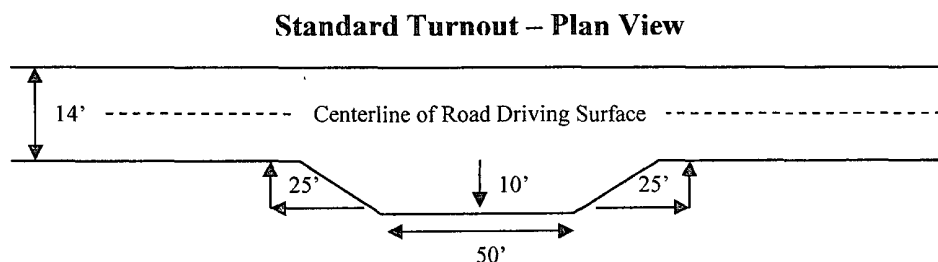 Standard Turnout – Plan View
14'
Centerline of Road Driving Surface
25'
10'
25'
50'